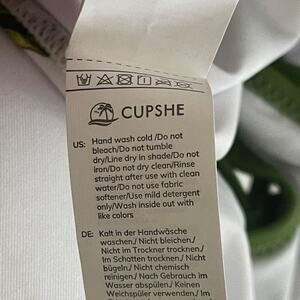 CUPSHE
US: Hand wash cold /Do not
bleach/Do not tumble
dry/Line dry in shade/Do not
iron/Do not dry clean/Rinse
straight after use with clean
water/Do not use fabric
softener/Use mild detergent
only/Wash inside out with
like colors
DE: Kalt in der Handwäsche
waschen./ Nicht bleichen./
Nicht im Trockner trocknen./
Im Schatten trocknen./ Nicht
bügeln./ Nicht chemisch
reinigen./ Nach Gebrauch im
Wasser ausspülen./ Keinen
Weichspüler verwenden./ Im